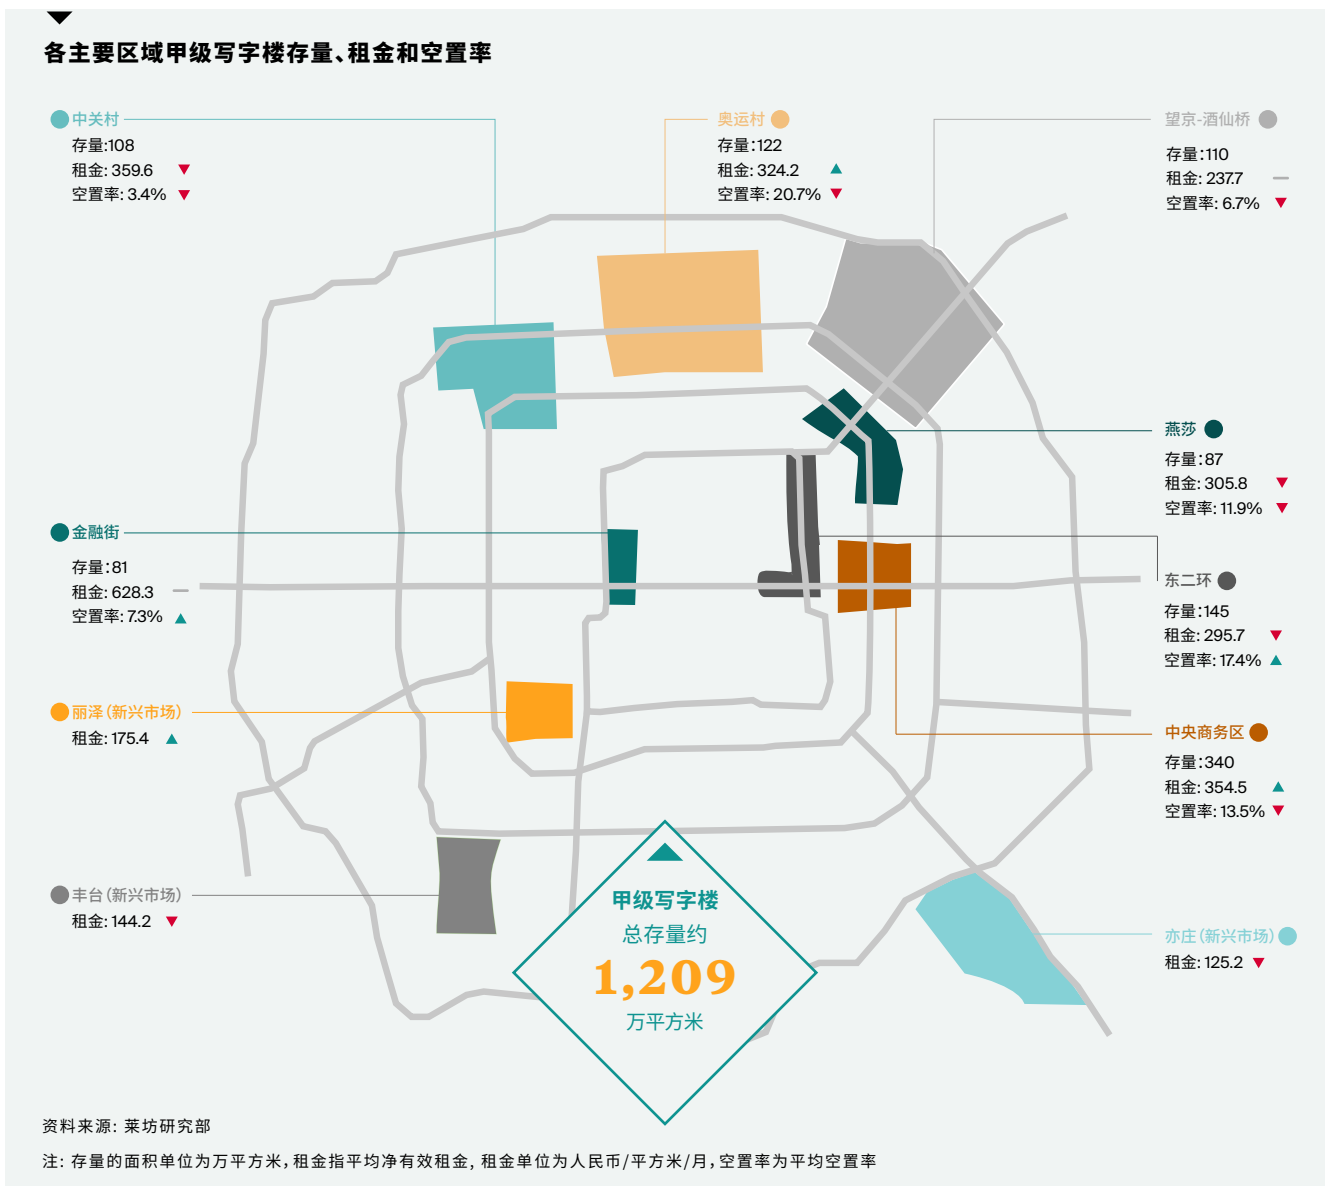 各主要区域甲级写字楼存量、租金和空置率
中关村
存量:108
租金: 359.6
空置率: 3.4%
奥运村
存量:122
租金: 324.2
空置率: 20.7%
望京-酒仙桥
存量:110
租金: 237.7
空置率: 6.7%
燕莎
存量:87
租金: 305.8
空置率: 11.9%
金融街
存量:81
租金: 628.3
空置率: 7.3%
东二环
存量:145
租金: 295.7
空置率: 17.4%
丽泽(新兴市场)
租金: 175.4
中央商务区
存量:340
租金: 354.5
空置率: 13.5%
丰台(新兴市场)
租金: 144.2
甲级写字楼
总存量约
1,209
万平方米
亦庄(新兴市场)
租金: 125.2
资料来源: 莱坊研究部
注: 存量的面积单位为万平方米,租金指平均净有效租金, 租金单位为人民币/平方米/月,空置率为平均空置率